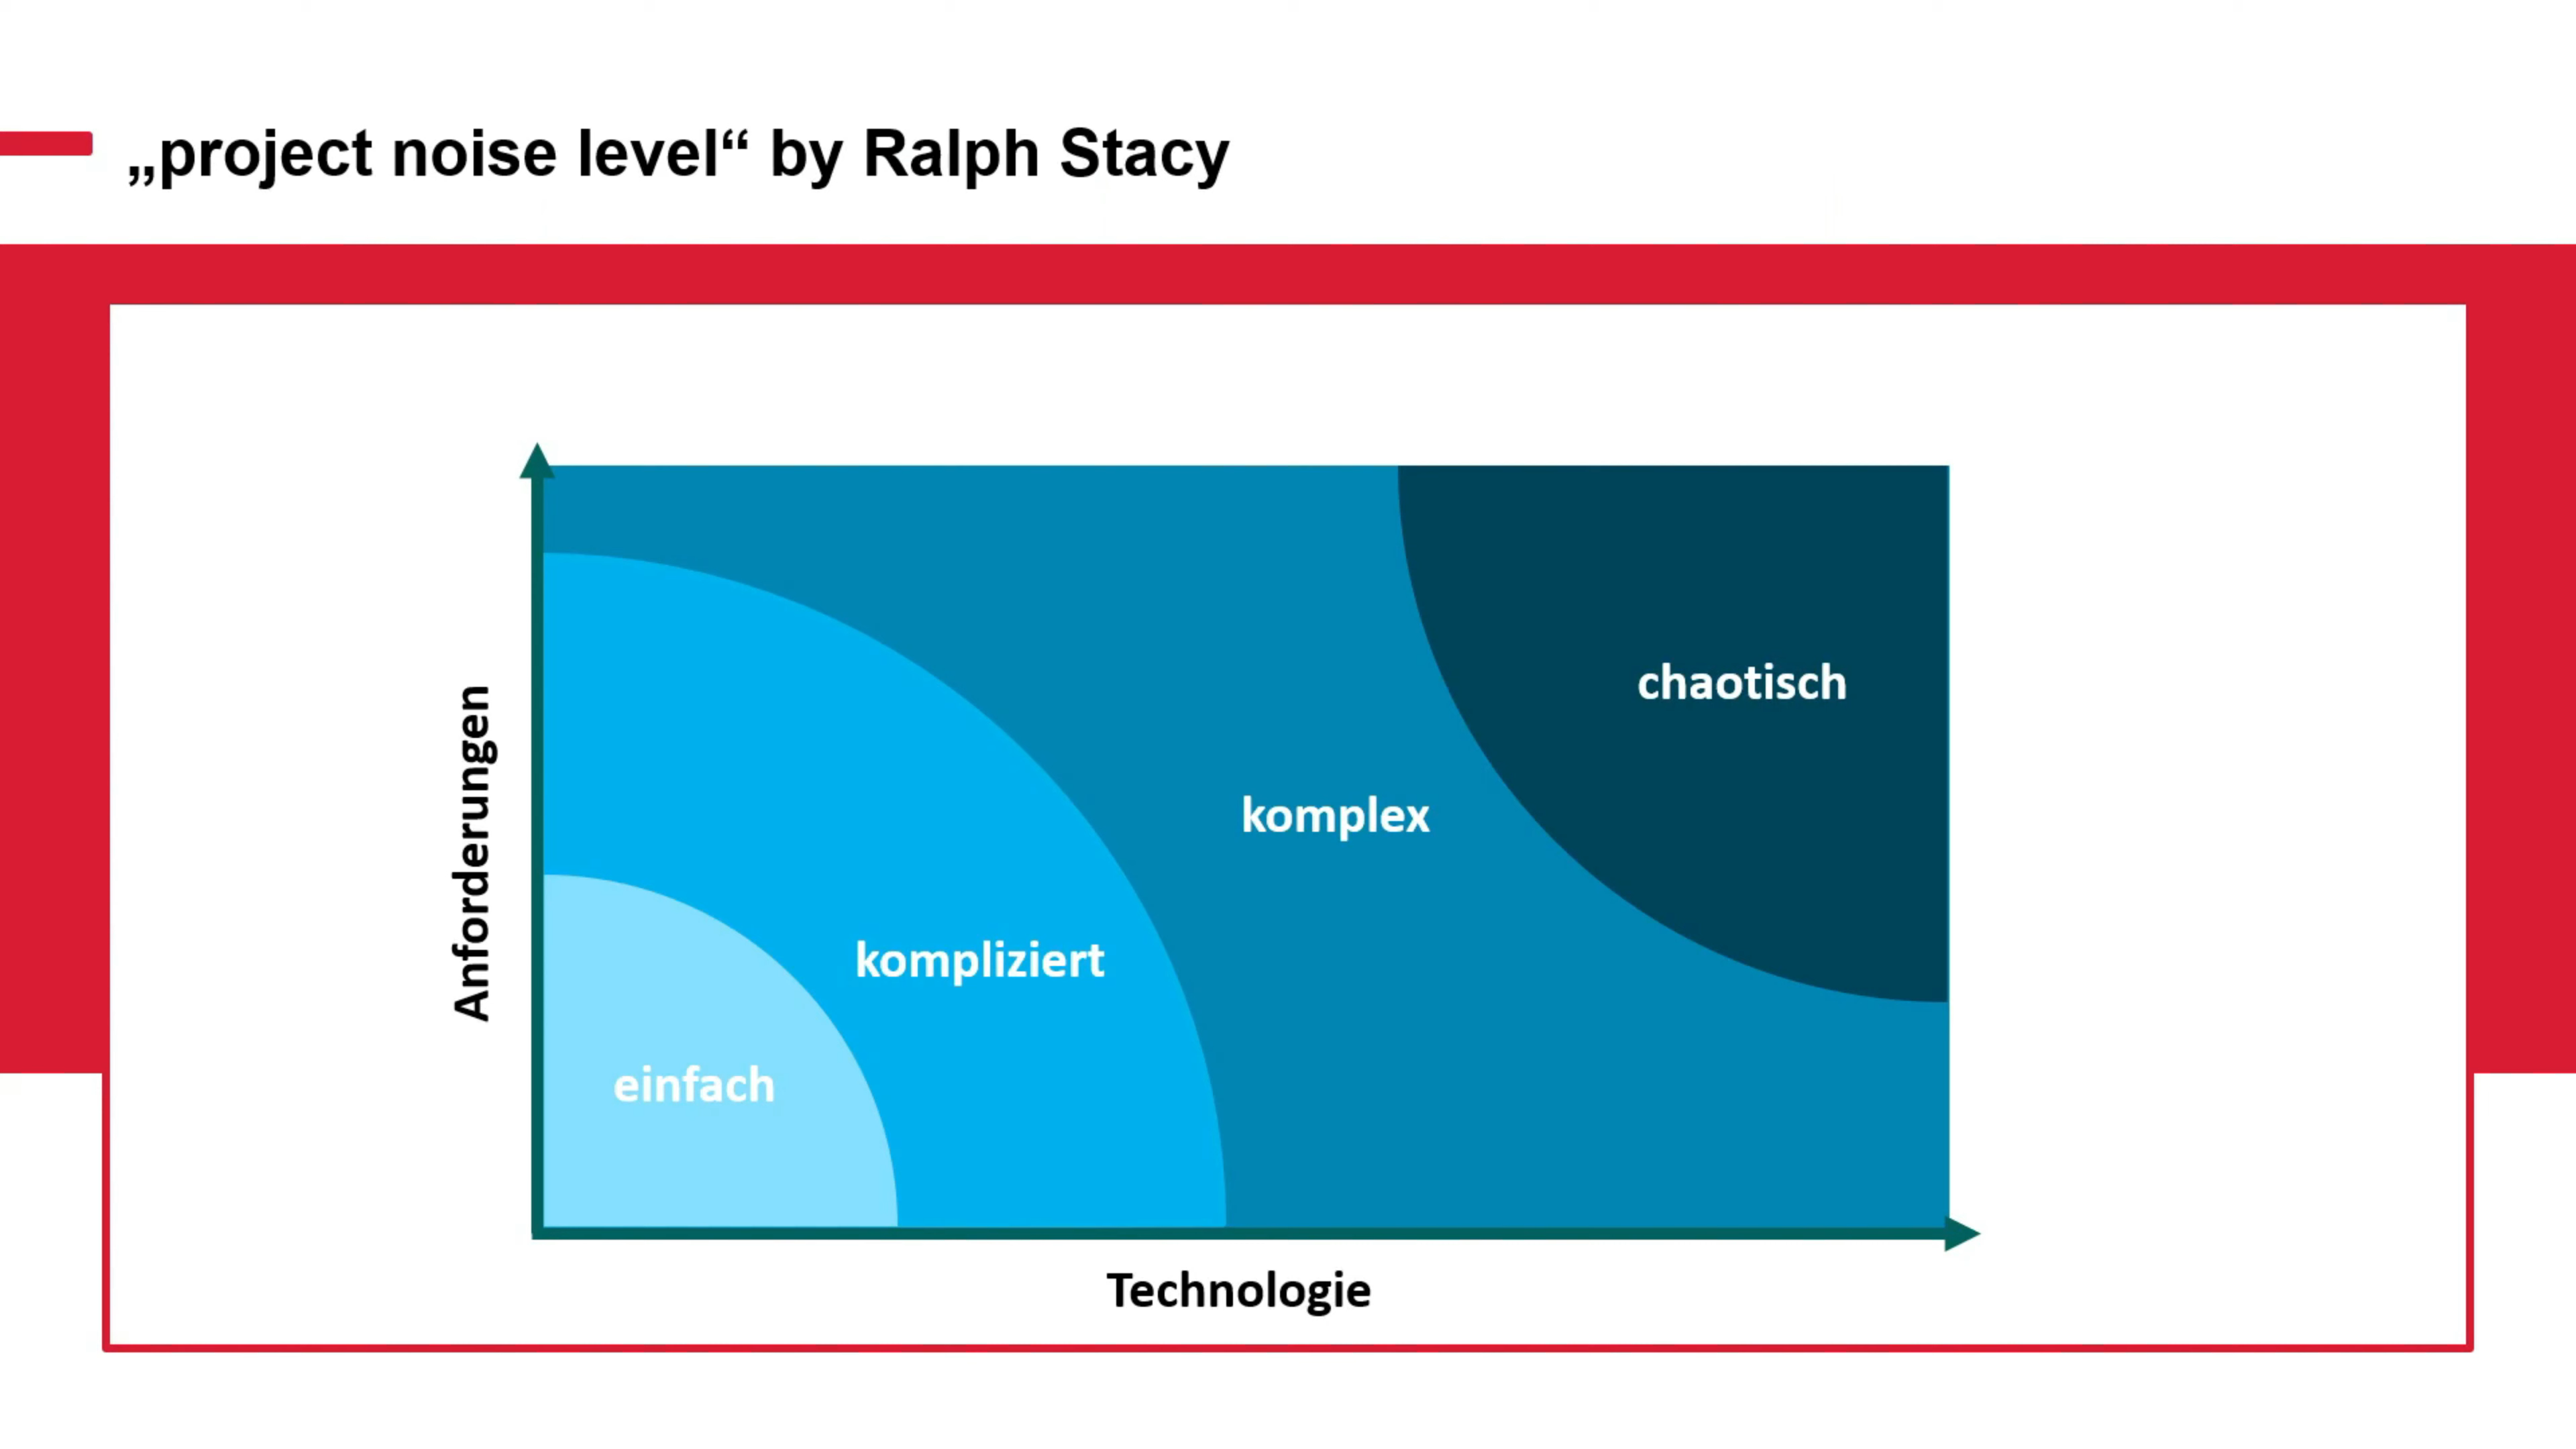 „project noise level“ by Ralph Stacy
Anforderungen
chaotisch
komplex
kompliziert
einfach
Technologie